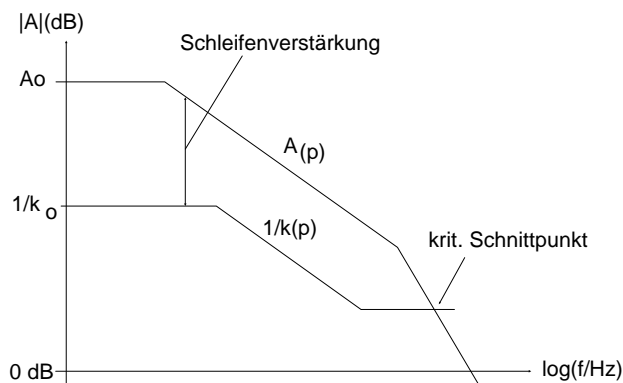 |A|(dB)
Schleifenverstärkung
Ao
A(p)
1/k o
1/k(p)
krit. Schnittpunkt
0 dB
log(f/Hz)